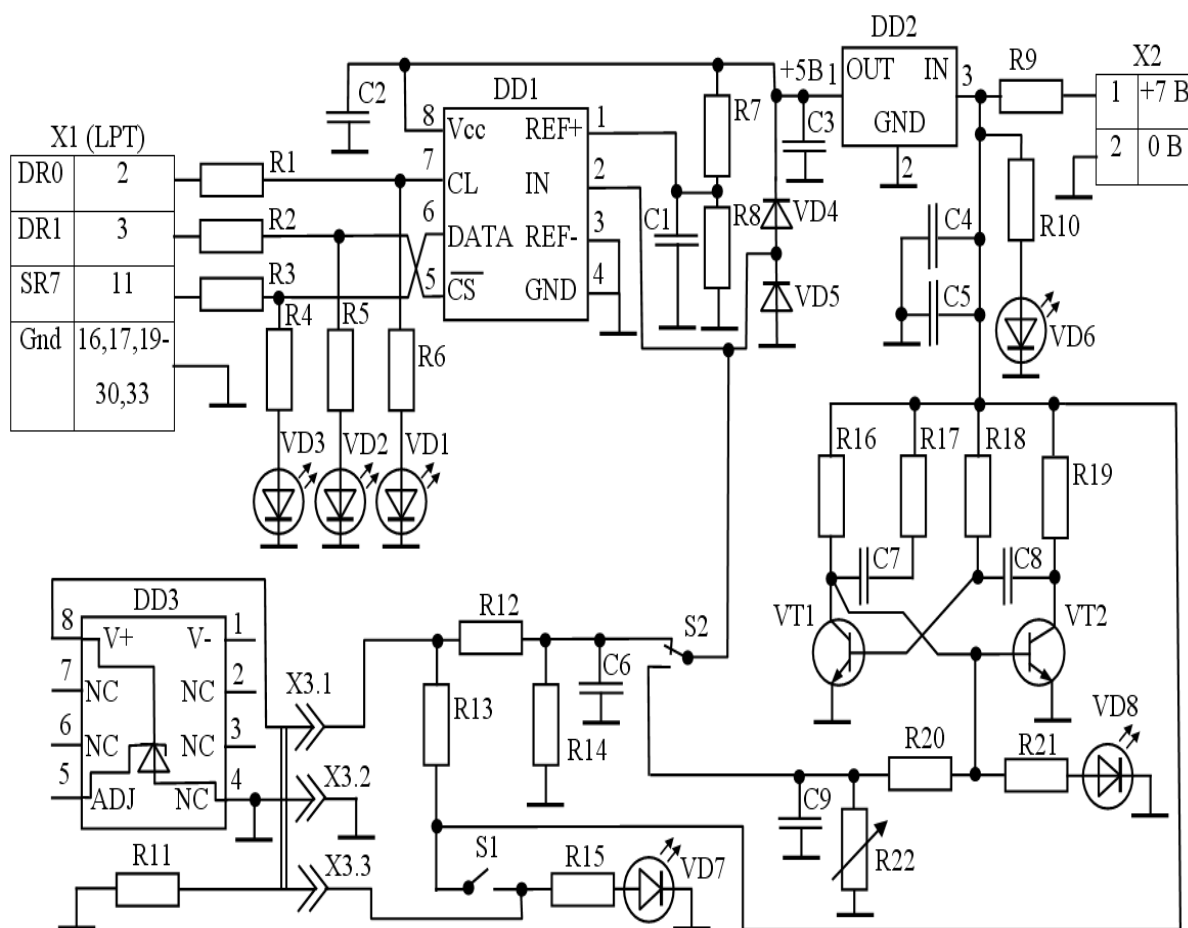 DD2
X2
R9
+5В 1 OUT IN 3
1 +7 В
C2
DD1
R7
C3
GND
2 0 В
8 Vcc REF+ 1
2
X1 (LPT)
7
DR0 2
R1
CL IN 2
R10
DR1 3
R2
6
DATA REF- 3
C1 R8
VD4
C4
SR7 11
R3
5 CS GND 4
VD5
C5
R4 R5
VD6
Gnd 16,17,19-
R6
30,33
VD3 VD2 VD1
R16 R17 R18 R19
C7 C8
DD3
R12
S2
VT1 VT2
8 V+ V- 1
C6
7 NC 2
X3.1
NC
R13
VD8
6 NC NC 3
R14
R20 R21
5 4
X3.2
ADJ NC
C9
R11
X3.3
S1
R15
VD7
R22